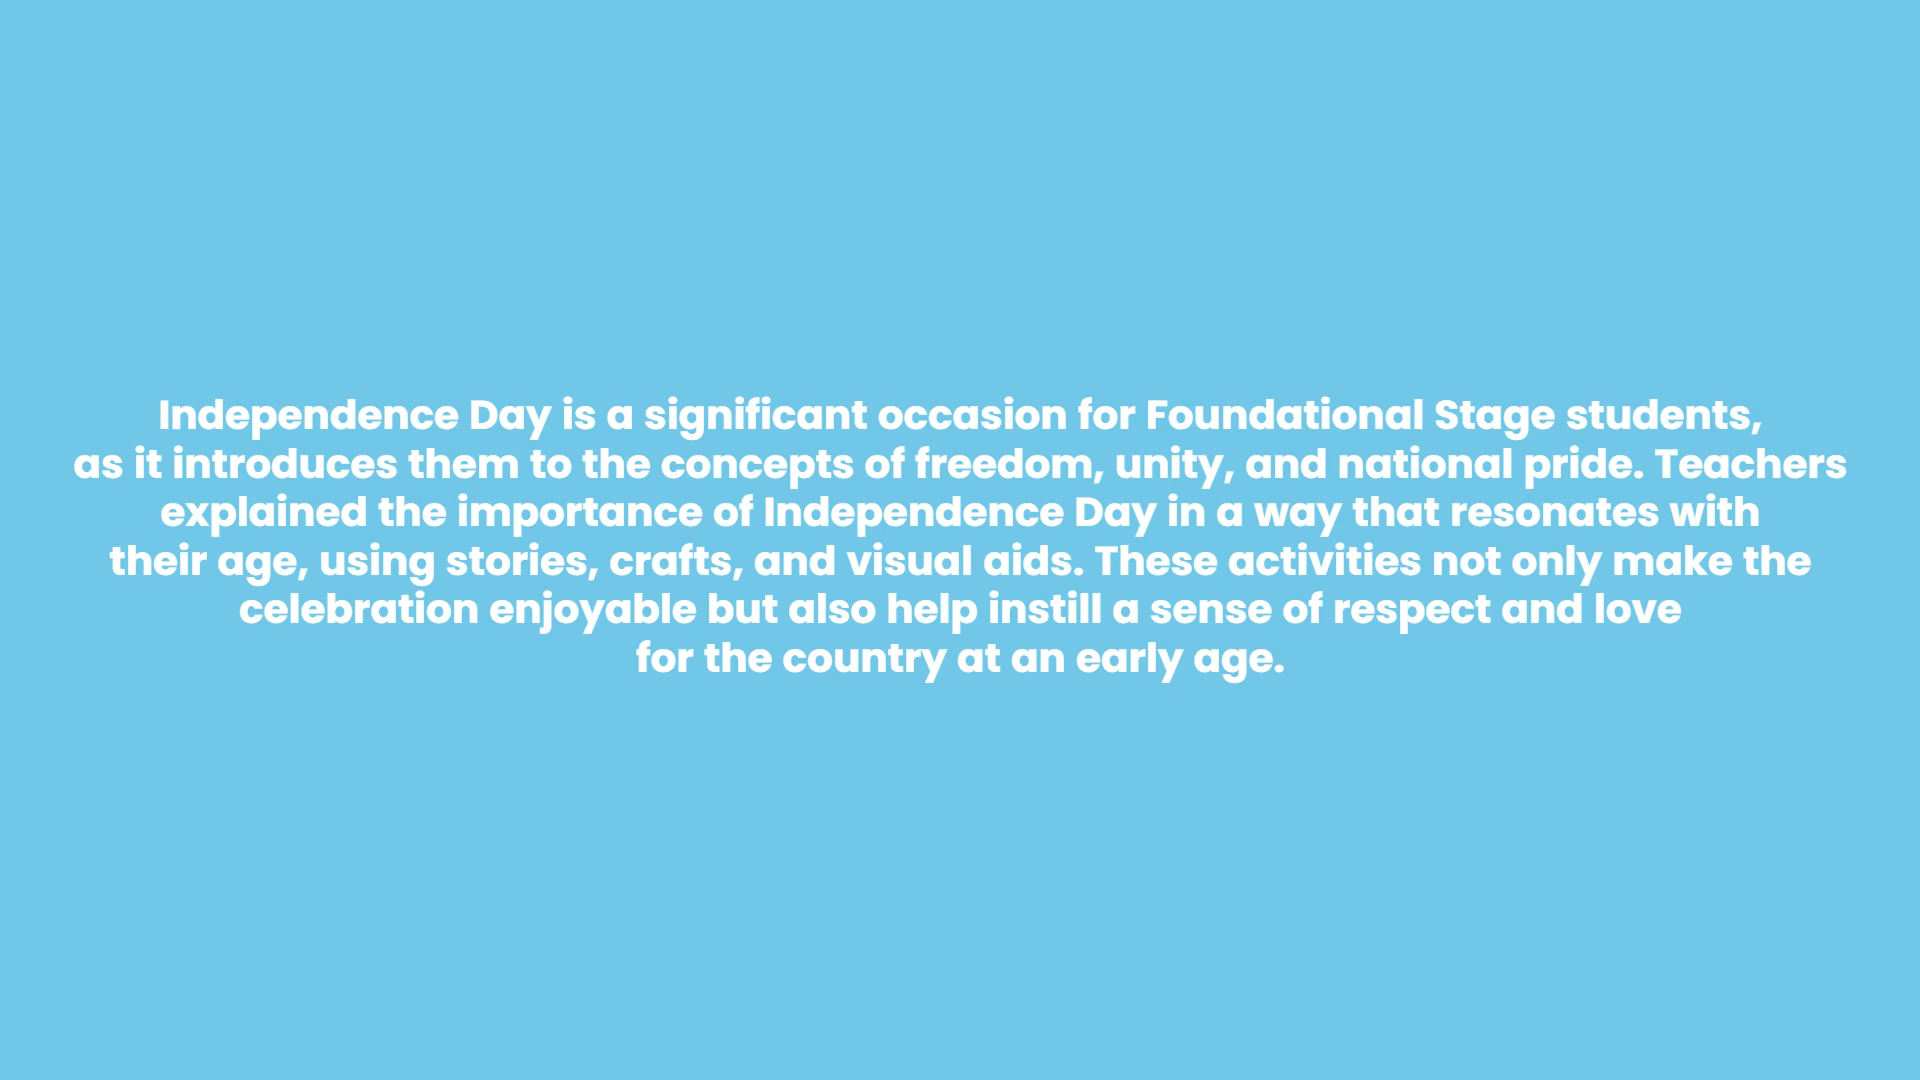 Independence Day is a significant occasion for Foundational Stage students,
as it introduces them to the concepts of freedom, unity, and national pride. Teachers
explained the importance of Independence Day in a way that resonates with
their age, using stories, crafts, and visual aids. These activities not only make the
celebration enjoyable but also help instill a sense of respect and love
for the country at an early age.